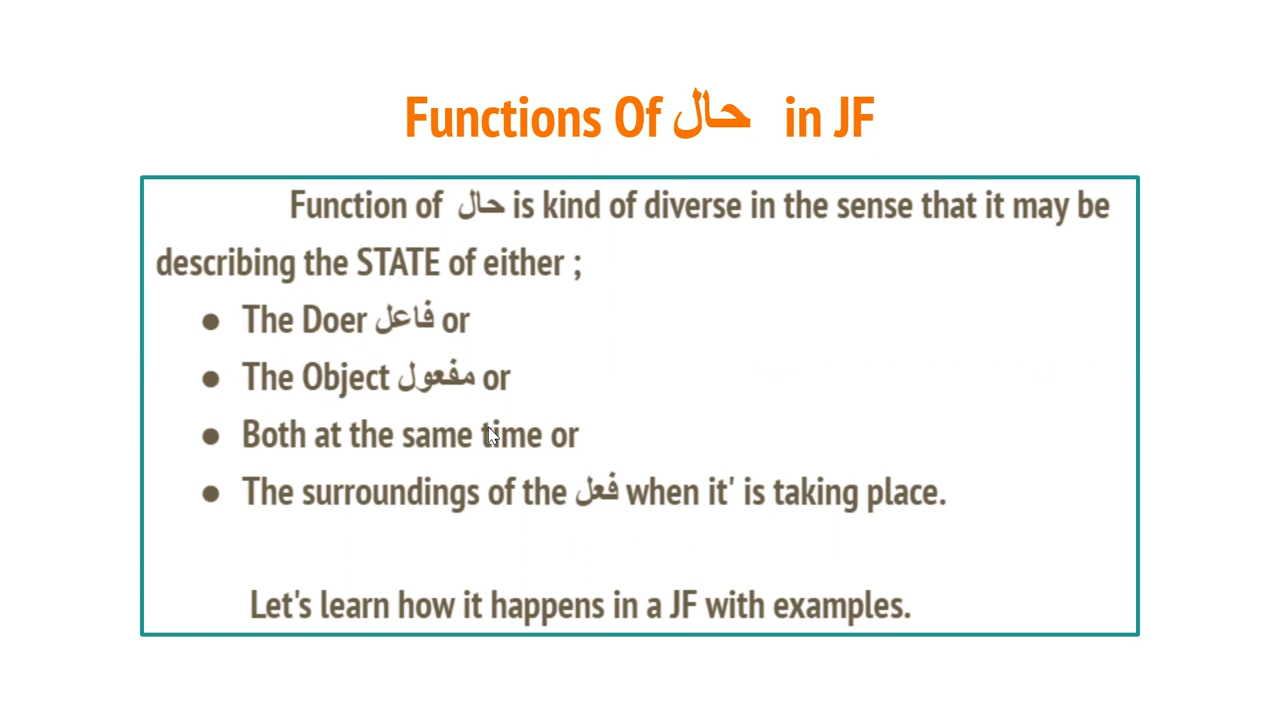 Functions Of حال in JF
Function of حال is kind of diverse in the sense that it may be
describing the STATE of either ;
● The Doer فاعل or
● The Object مفعول or
● Both at the same time or
● The surroundings of the فعل when it' is taking place.
Let's learn how it happens in a JF with examples.